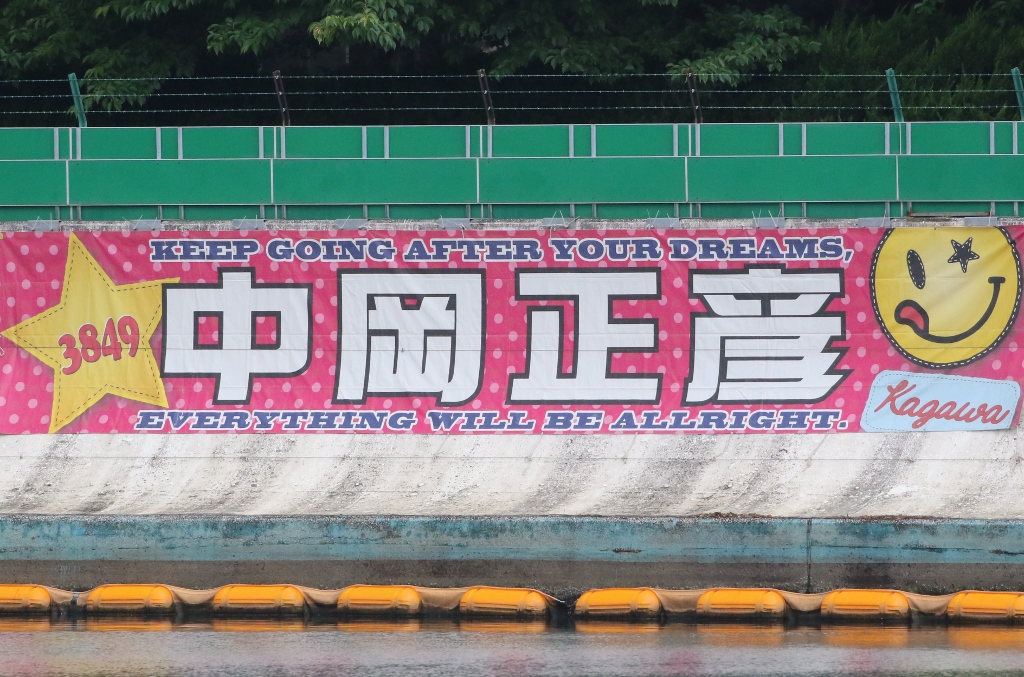 KEEP GOING AFTER YOUR DREAMS,
3849
中岡正彦
EVERYTHING WILL BE ALLRIGHT.
Kagawa